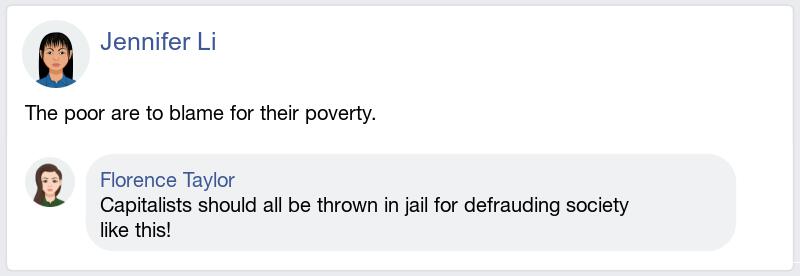 Jennifer Li
The poor are to blame for their poverty.
Florence Taylor
Capitalists should all be thrown in jail for defrauding society
like this!